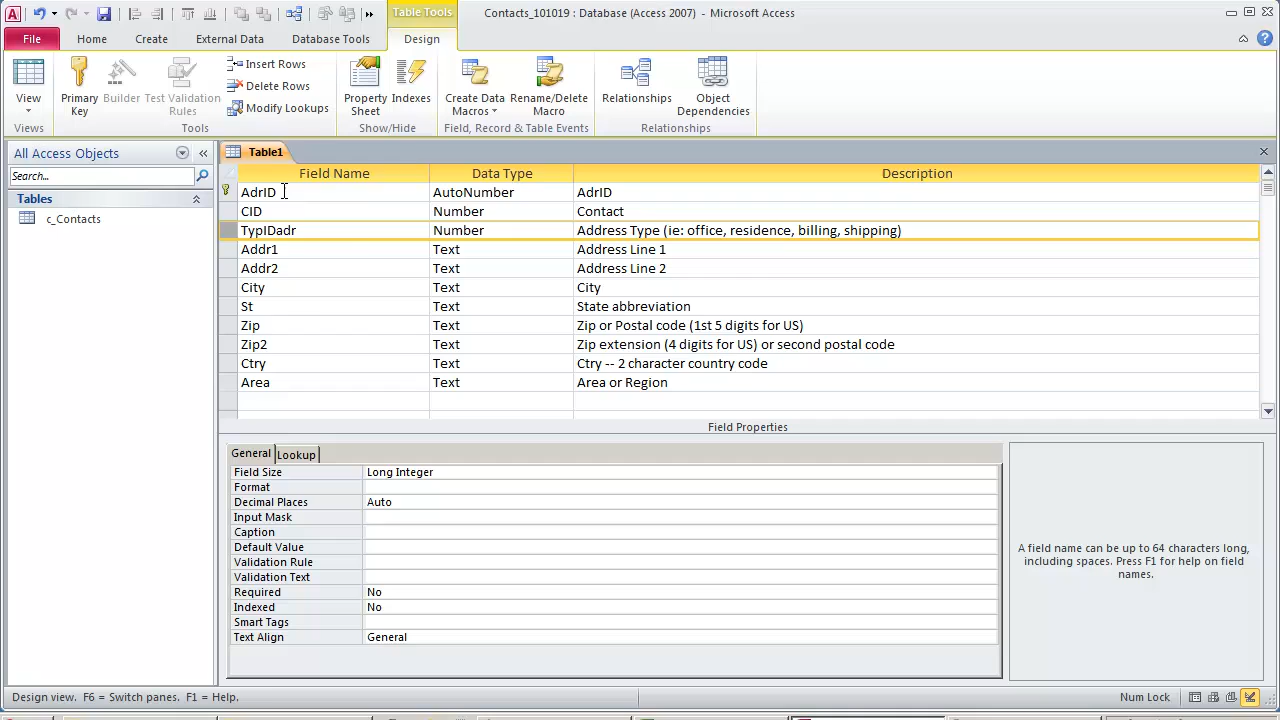 Table Tools
Contacts_101019 : Database (Access 2007) - Microsoft Access
File Home Create External Data Database Tools Design
View
Views
Primary Key
Builder
Test Validation Rules
Insert Rows
Delete Rows
Modify Lookups
Tools
Property Sheet
Indexes
Show/Hide
Create Data Macros
Rename/Delete Macro
Field, Record & Table Events
Relationships
Object Dependencies
Relationships
All Access Objects
Search...
Tables
c_Contacts
Table1
Field Name Data Type Description
AdrID AutoNumber AdrID
CID Number Contact
TypIDadr Number Address Type (ie: office, residence, billing, shipping)
Addr1 Text Address Line 1
Addr2 Text Address Line 2
City Text City
St Text State abbreviation
Zip Text Zip or Postal code (1st 5 digits for US)
Zip2 Text Zip extension (4 digits for US) or second postal code
Ctry Text Ctry -- 2 character country code
Area Text Area or Region
Field Properties
General Lookup
Field Size Long Integer
Format
Decimal Places Auto
Input Mask
Caption
Default Value
Validation Rule
Validation Text
Required No
Indexed No
Smart Tags
Text Align General
A field name can be up to 64 characters long,
including spaces. Press F1 for help on field
names.
Design view. F6 = Switch panes. F1 = Help.
Num Lock